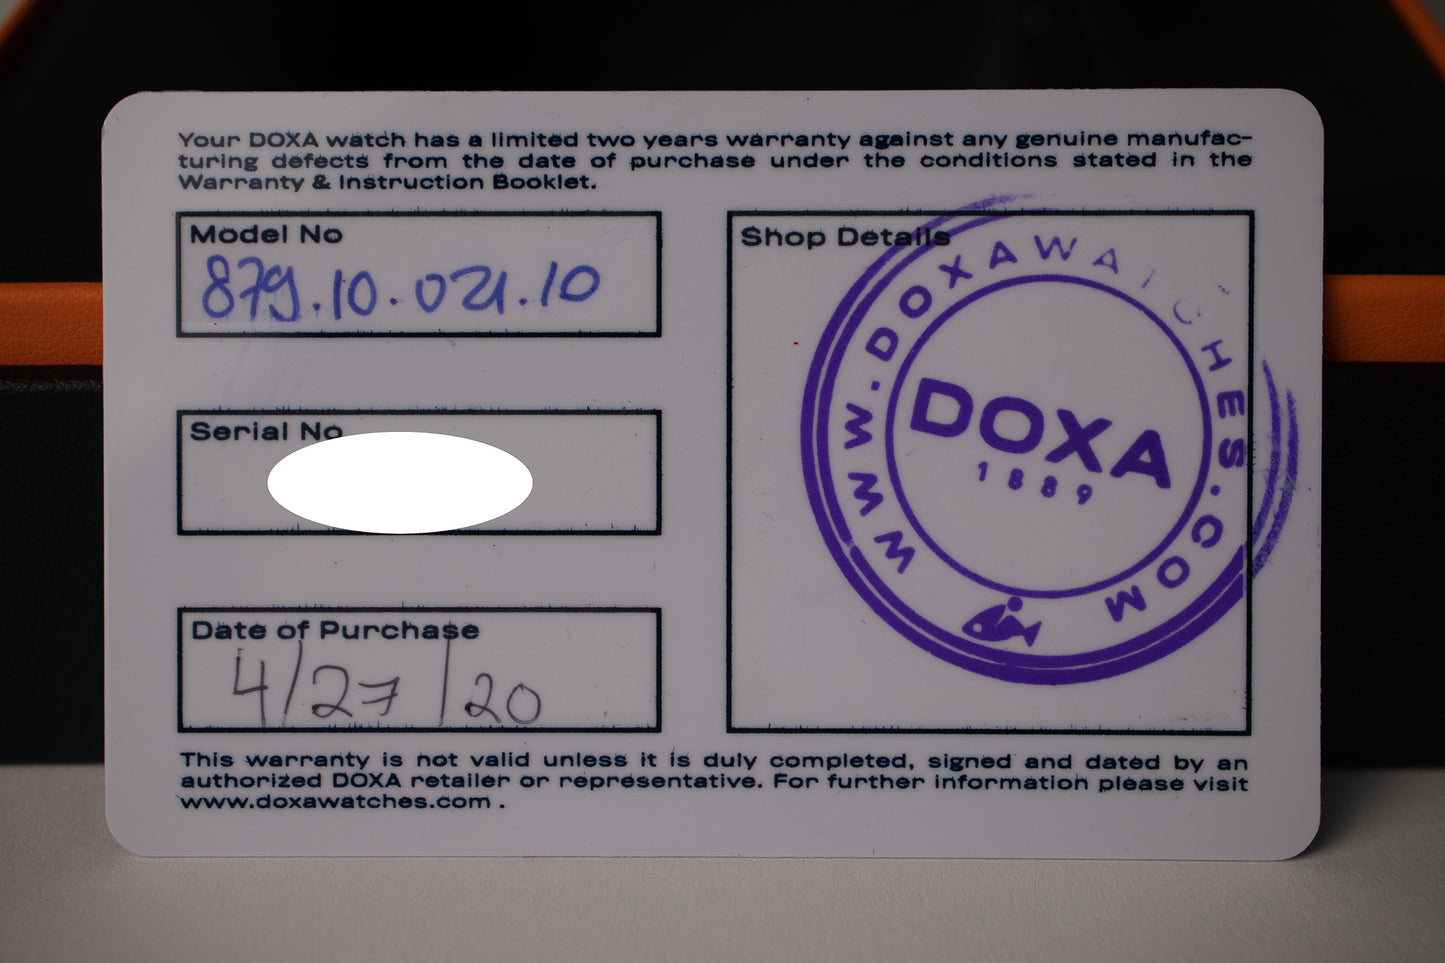 Your DOXA watch has a limited two years warranty against any genuine manufac-
turing defects from the date of purchase under the conditions stated in the
Warranty & Instruction Booklet.
Model No
879.10.021.10
Serial No
Date of Purchase
4/27/20
Shop Details
WWW.DOXAWATCHES.COM
DOXA
1889
This warranty is not valid unless it is duly completed, signed and dated by an
authorized DOXA retailer or representative. For further information please visit
www.doxawatches.com .